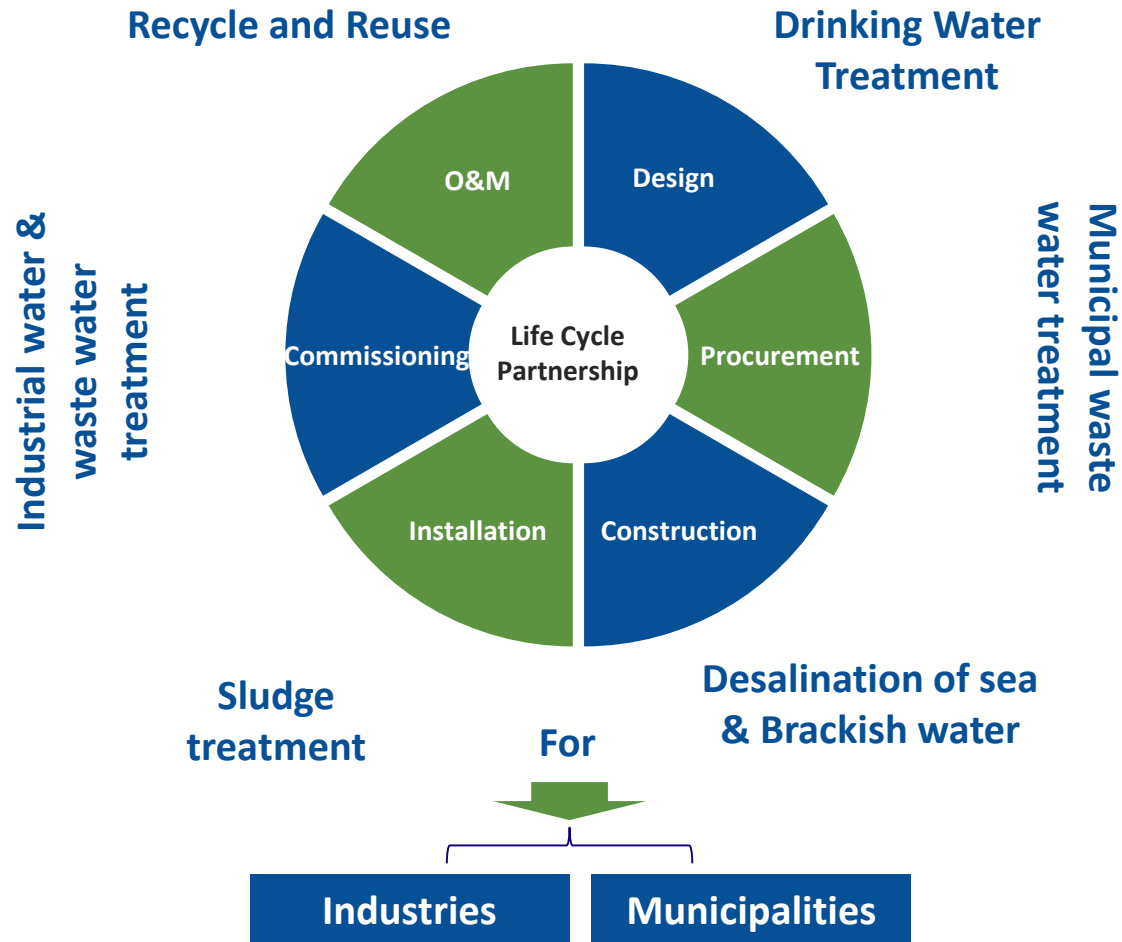 Recycle and Reuse
Drinking Water
Treatment
O&M
Design
Industrial water &
waste water
treatment
Commissioning
Life Cycle
Partnership
Procurement
Municipal waste
water treatment
Installation
Construction
Sludge
treatment
For
Desalination of sea
& Brackish water
Industries
Municipalities